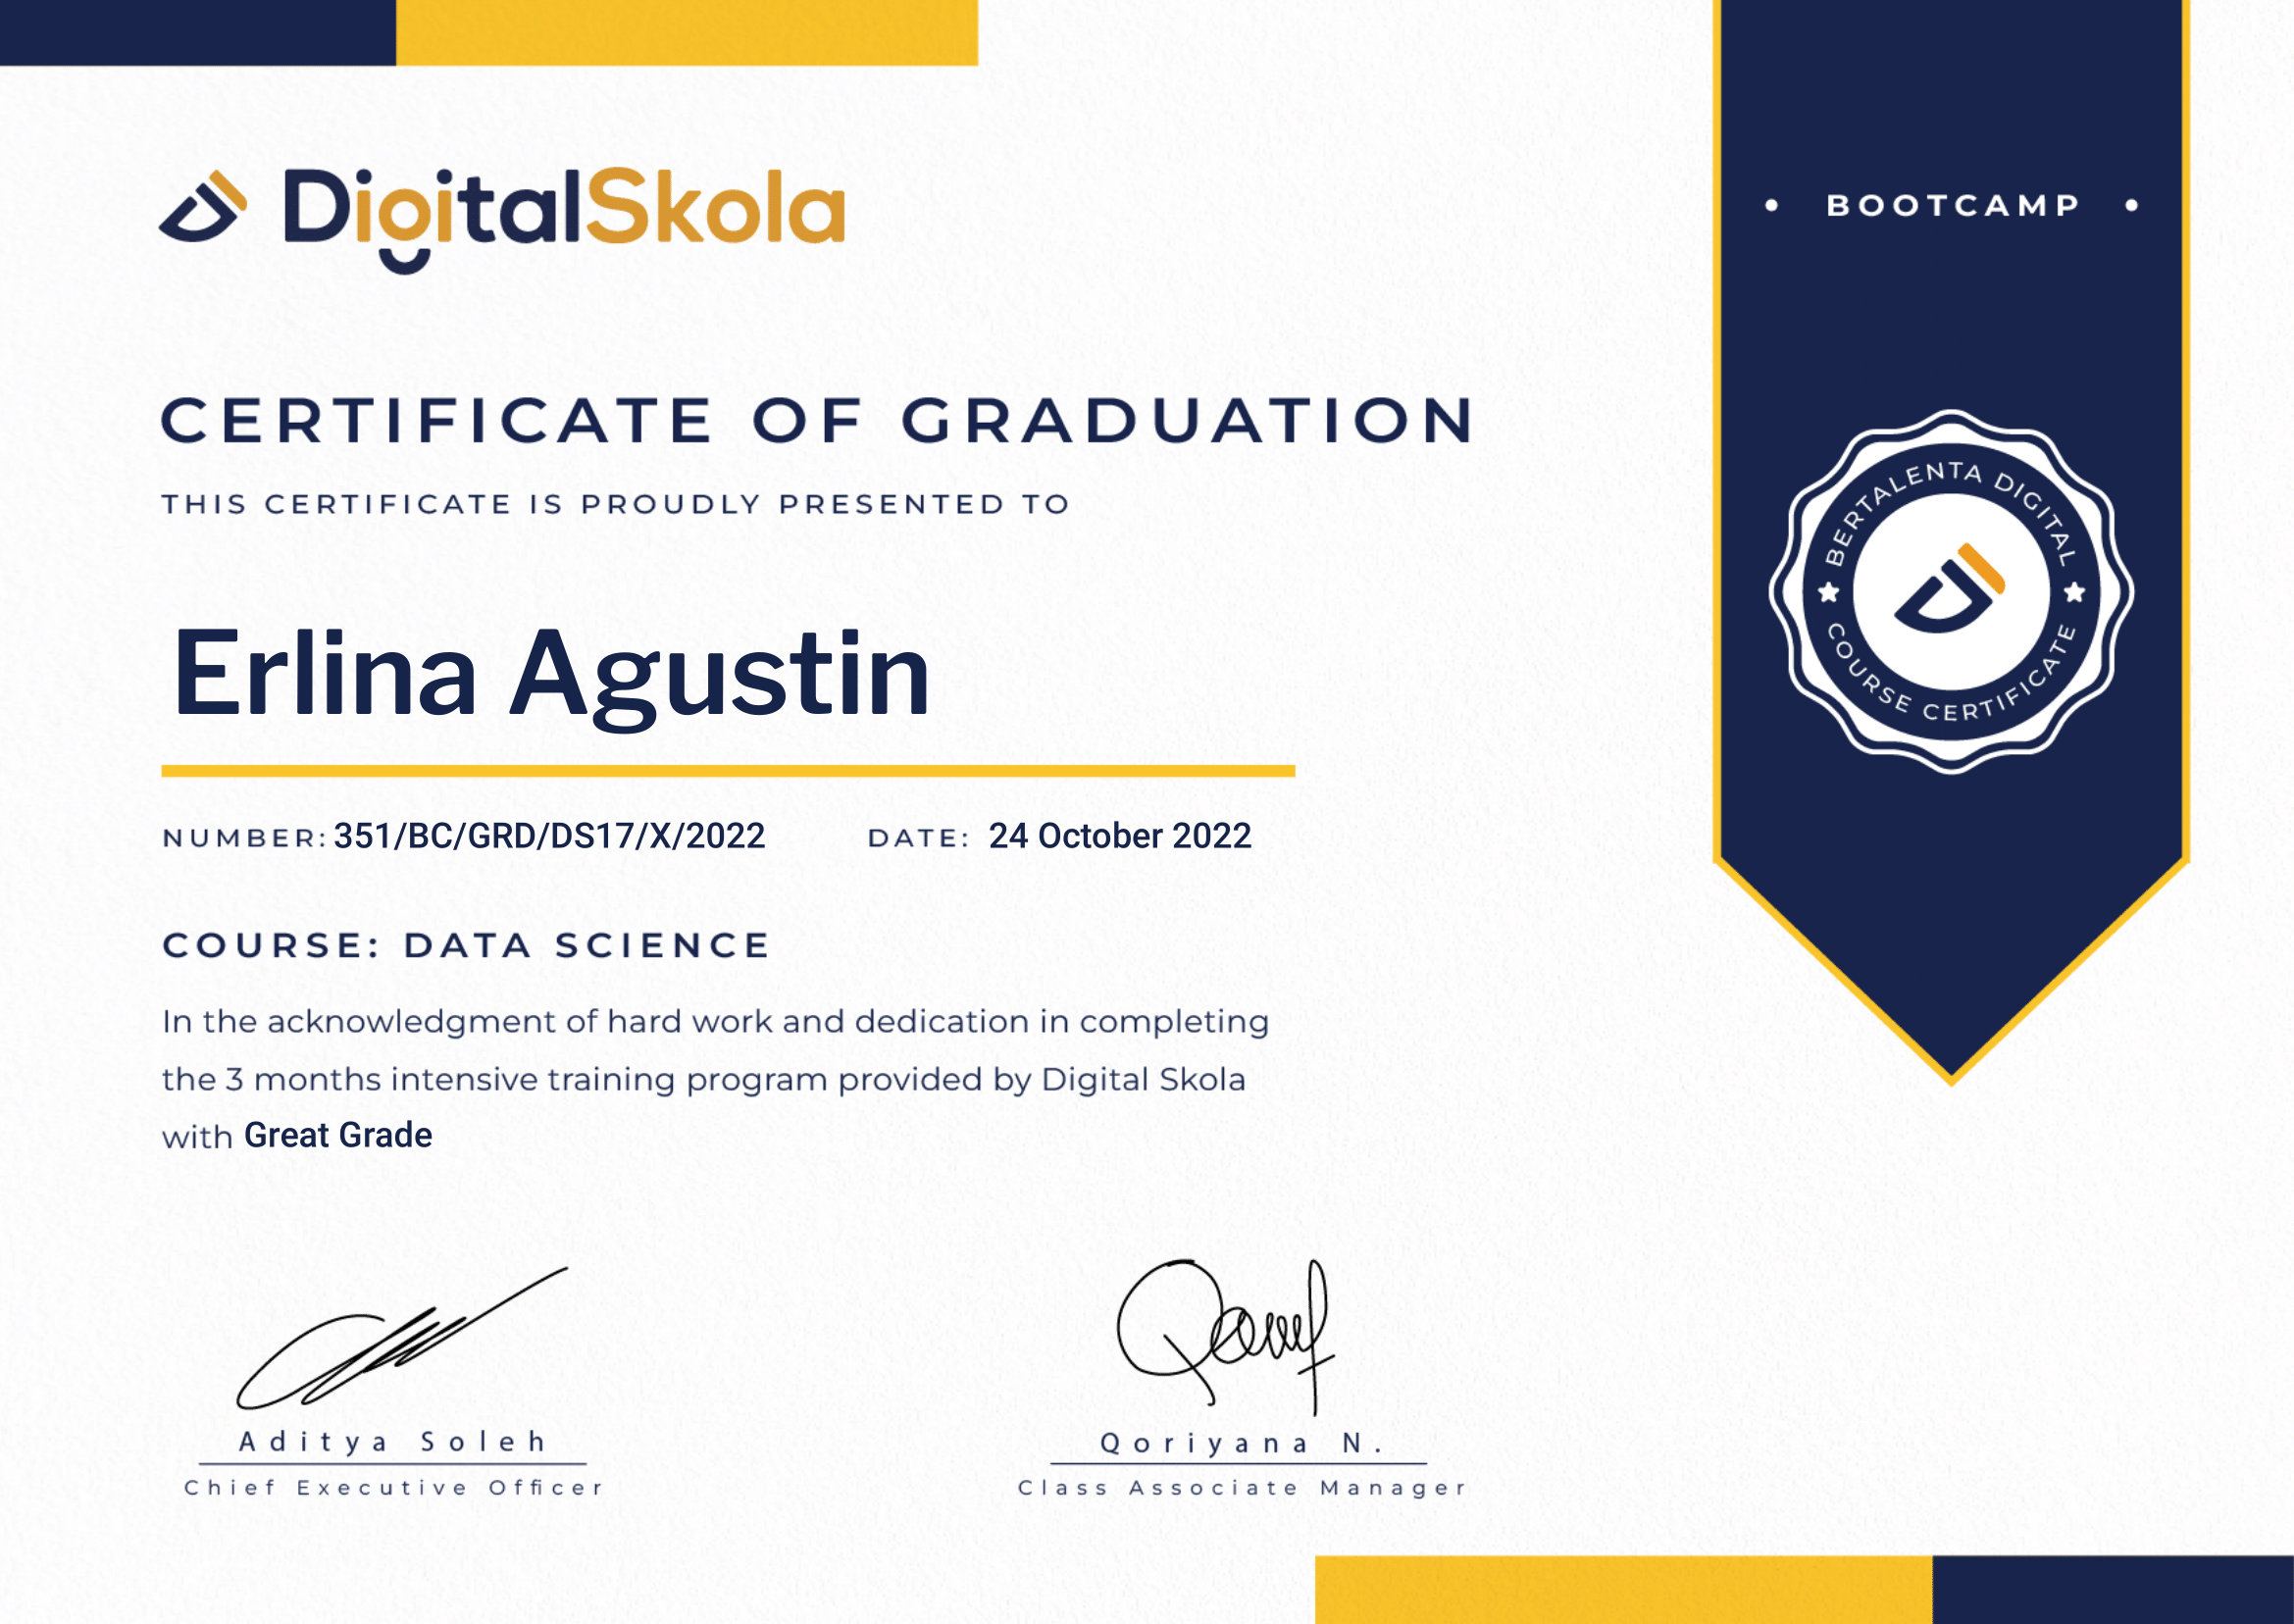 DigitalSkola
• BOOTCAMP •
CERTIFICATE OF GRADUATION
THIS CERTIFICATE IS PROUDLY PRESENTED TO
BERTALENTA DIGITAL
COURSE CERTIFICATE
Erlina Agustin
NUMBER: 351/BC/GRD/DS17/X/2022 DATE: 24 October 2022
COURSE: DATA SCIENCE
In the acknowledgment of hard work and dedication in completing
the 3 months intensive training program provided by Digital Skola
with Great Grade
Aditya Soleh
Chief Executive Officer
Qoriyana N.
Class Associate Manager